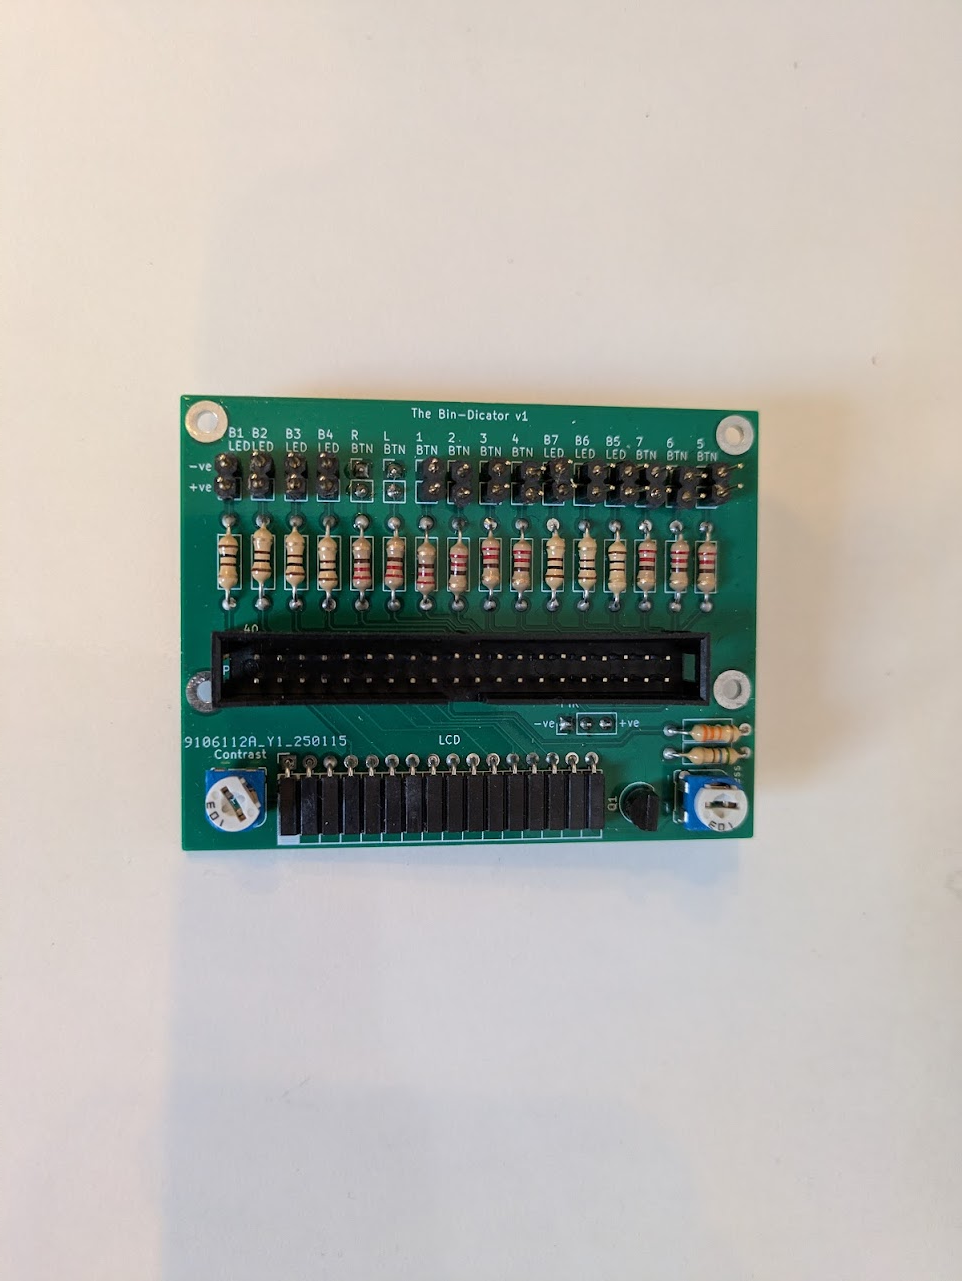 The Bin-Dicator v1
B1 B2 B3 B4 R L 1 2 3 4 B7 B6 B5 7 6 5
LED LED LED LED BTN BTN BTN BTN BTN BTN LED LED LED BTN BTN BTN
-ve
+ve
40
P
-ve +ve
9106112A_Y1_250115
LCD
Contrast
Q1
E01
E01